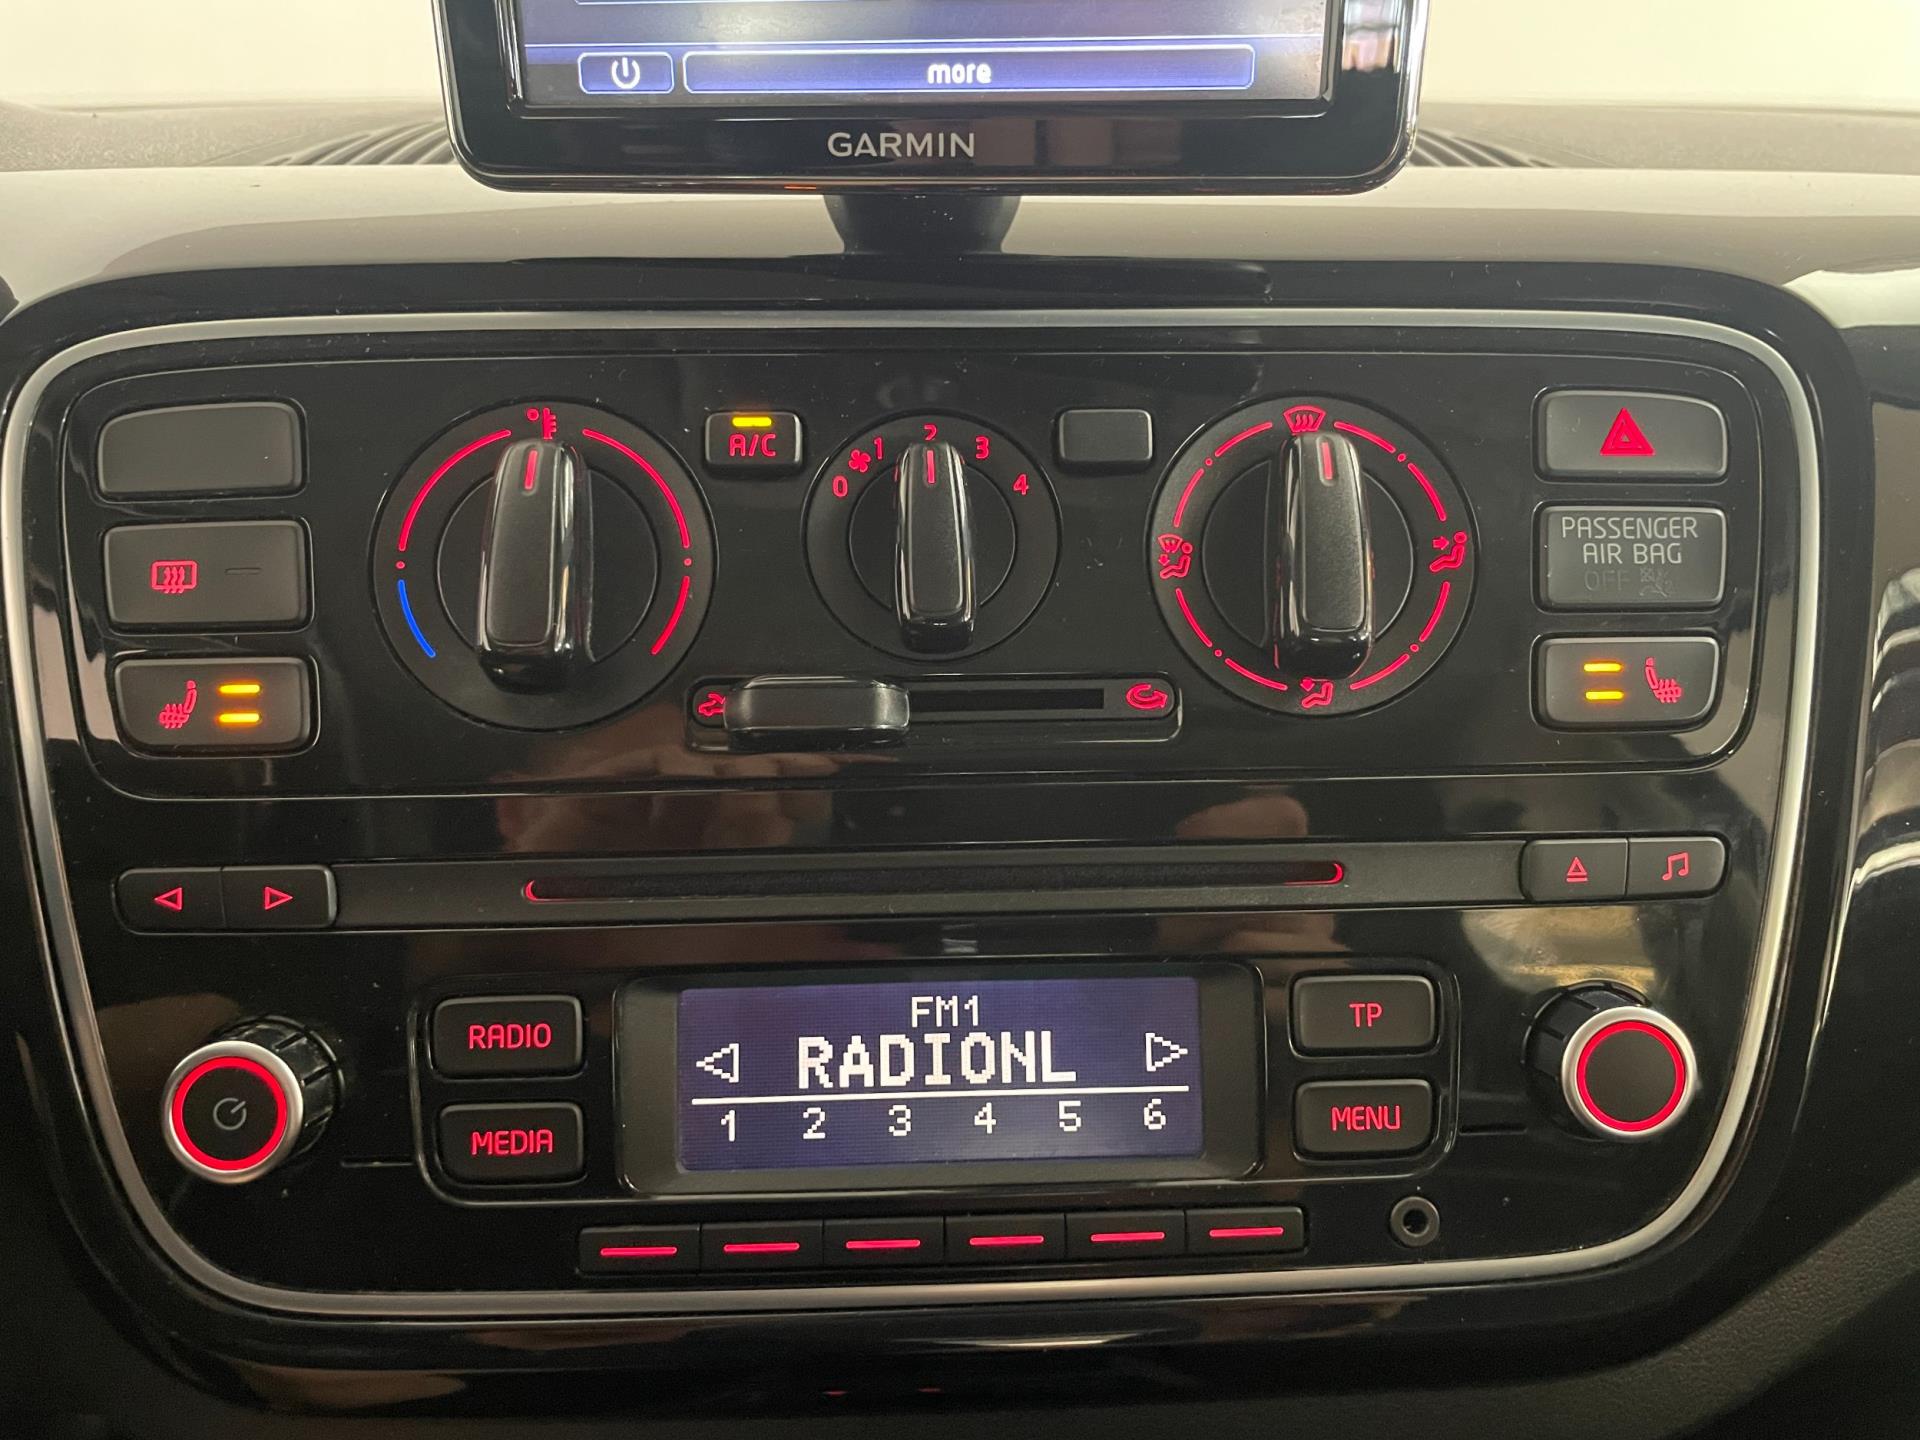 more
GARMIN
A/C
0 1 2 3 4
PASSENGER
AIR BAG
OFF
RADIO
MEDIA
FM1
RADIONL
1 2 3 4 5 6
TP
MENU